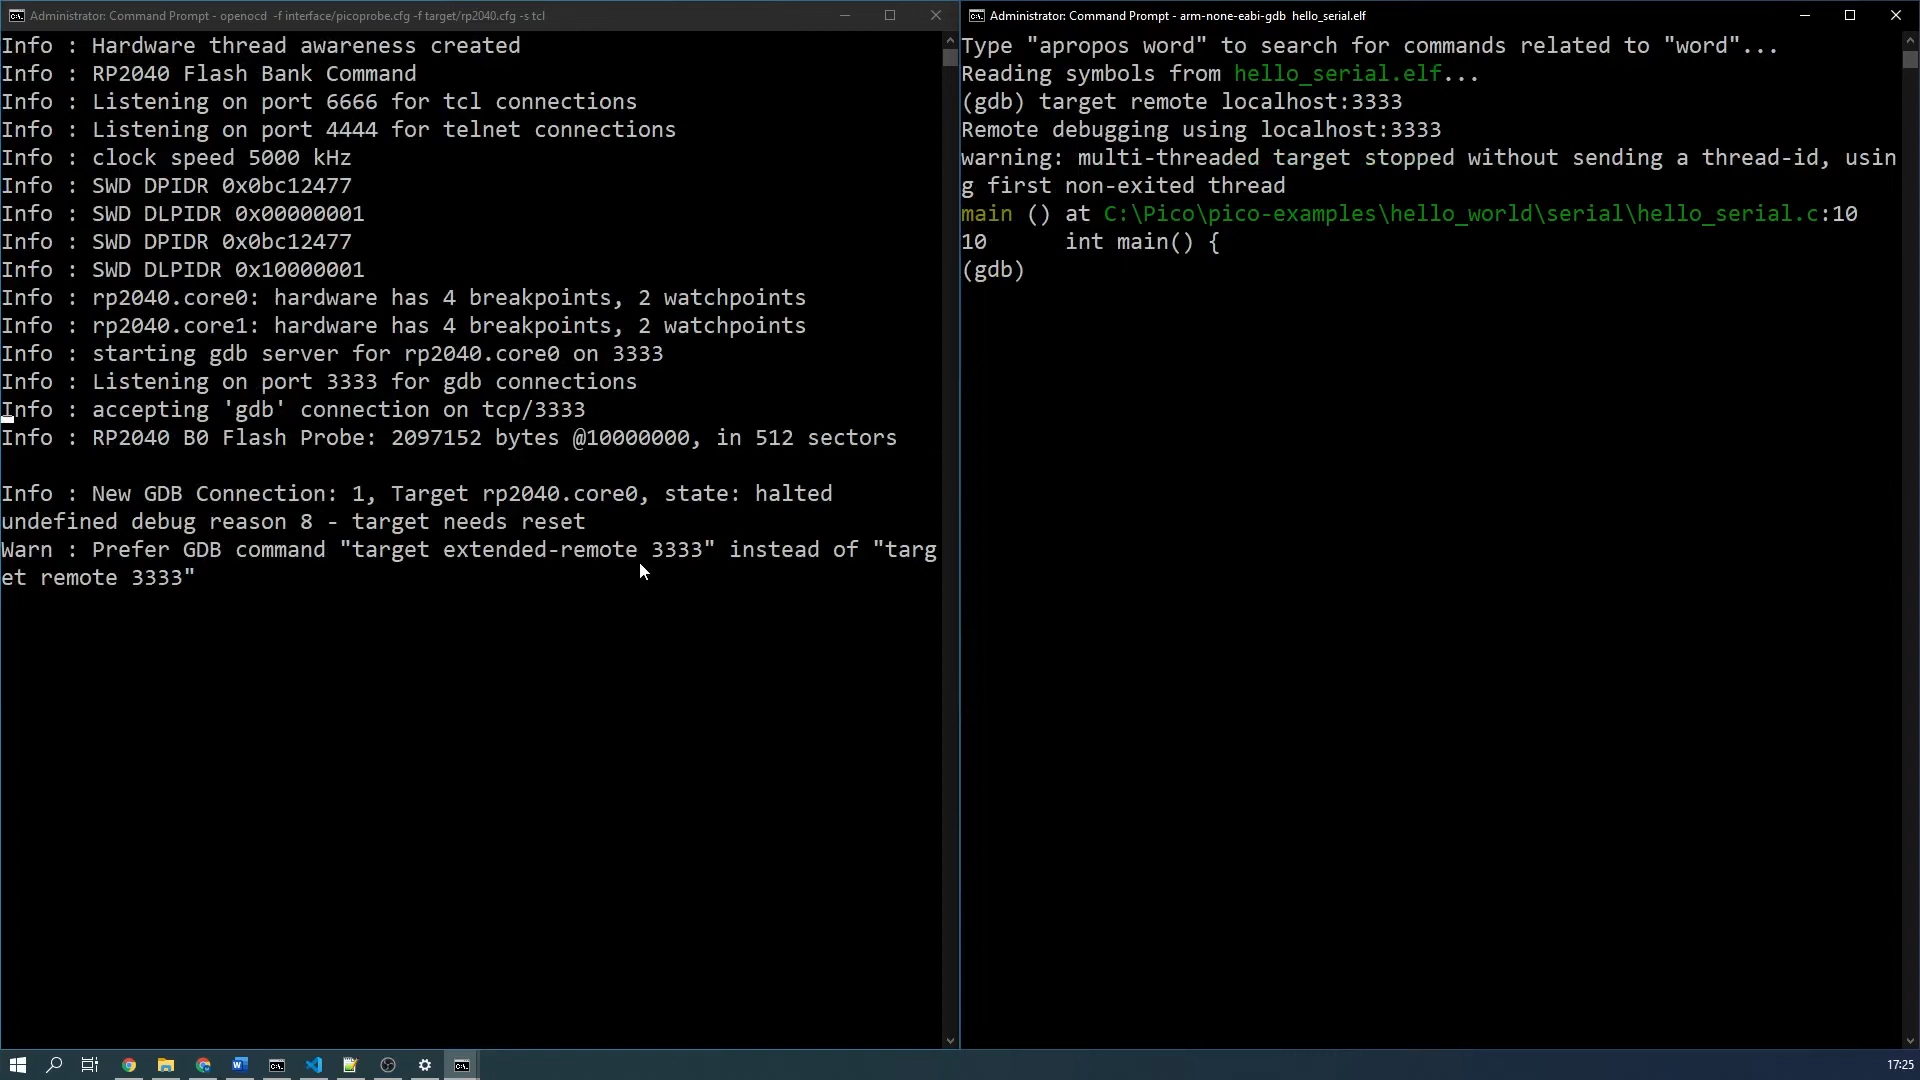 Administrator: Command Prompt - openocd  -f interface/picoprobe.cfg -f target/rp2040.cfg -s tcl
Info : Hardware thread awareness created
Info : RP2040 Flash Bank Command
Info : Listening on port 6666 for tcl connections
Info : Listening on port 4444 for telnet connections
Info : clock speed 5000 kHz
Info : SWD DPIDR 0x0bc12477
Info : SWD DLPIDR 0x00000001
Info : SWD DPIDR 0x0bc12477
Info : SWD DLPIDR 0x10000001
Info : rp2040.core0: hardware has 4 breakpoints, 2 watchpoints
Info : rp2040.core1: hardware has 4 breakpoints, 2 watchpoints
Info : starting gdb server for rp2040.core0 on 3333
Info : Listening on port 3333 for gdb connections
Info : accepting 'gdb' connection on tcp/3333
Info : RP2040 B0 Flash Probe: 2097152 bytes @10000000, in 512 sectors
Info : New GDB Connection: 1, Target rp2040.core0, state: halted
undefined debug reason 8 - target needs reset
Warn : Prefer GDB command "target extended-remote 3333" instead of "targ
et remote 3333"
Administrator: Command Prompt - arm-none-eabi-gdb  hello_serial.elf
Type "apropos word" to search for commands related to "word"...
Reading symbols from hello_serial.elf...
(gdb) target remote localhost:3333
Remote debugging using localhost:3333
warning: multi-threaded target stopped without sending a thread-id, usin
g first non-exited thread
main () at C:\Pico\pico-examples\hello_world\serial\hello_serial.c:10
10      int main() {
(gdb)
17:25